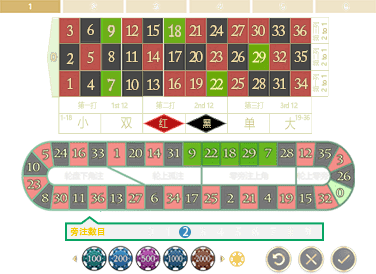 1
3 6 9 12 15 18 21 24 27 30 33 36 2 to 1
2 5 8 11 14 17 20 23 26 29 32 35 2 to 1
1 4 7 10 13 16 19 22 25 28 31 34 2 to 1
第一打 1st 12 第二打 2nd 12 第三打 3rd 12
1-18 小 双 红 黑 单 大 19-36
5 24 16 33 1 20 14 31 9 22 18 29 7 28 12 35 3
10 26
23 0
8 30 11 36 13 27 6 34 17 25 2 21 4 19 15 32
旁注數目 2
100 200 500 1000 2000